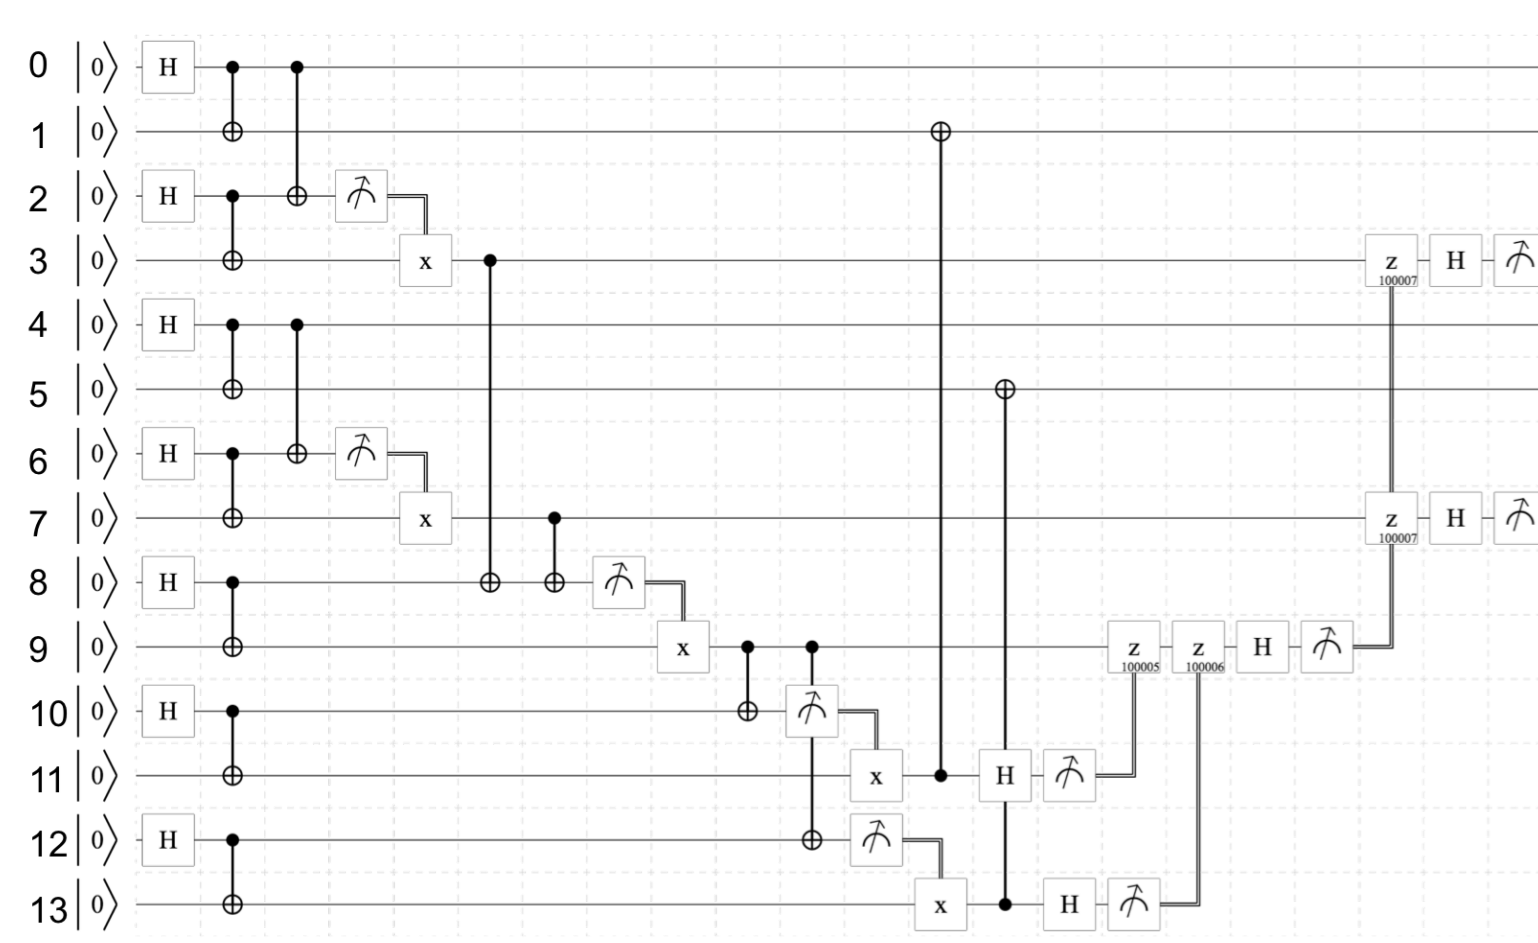 0 |0⟩ H
1 |0⟩
2 |0⟩ H
3 |0⟩ x z 100007 H
4 |0⟩ H
5 |0⟩
6 |0⟩ H
7 |0⟩ x z 100007 H
8 |0⟩ H
9 |0⟩ x z 100005 z 100006 H
10 |0⟩ H
11 |0⟩ x H
12 |0⟩ H
13 |0⟩ x H